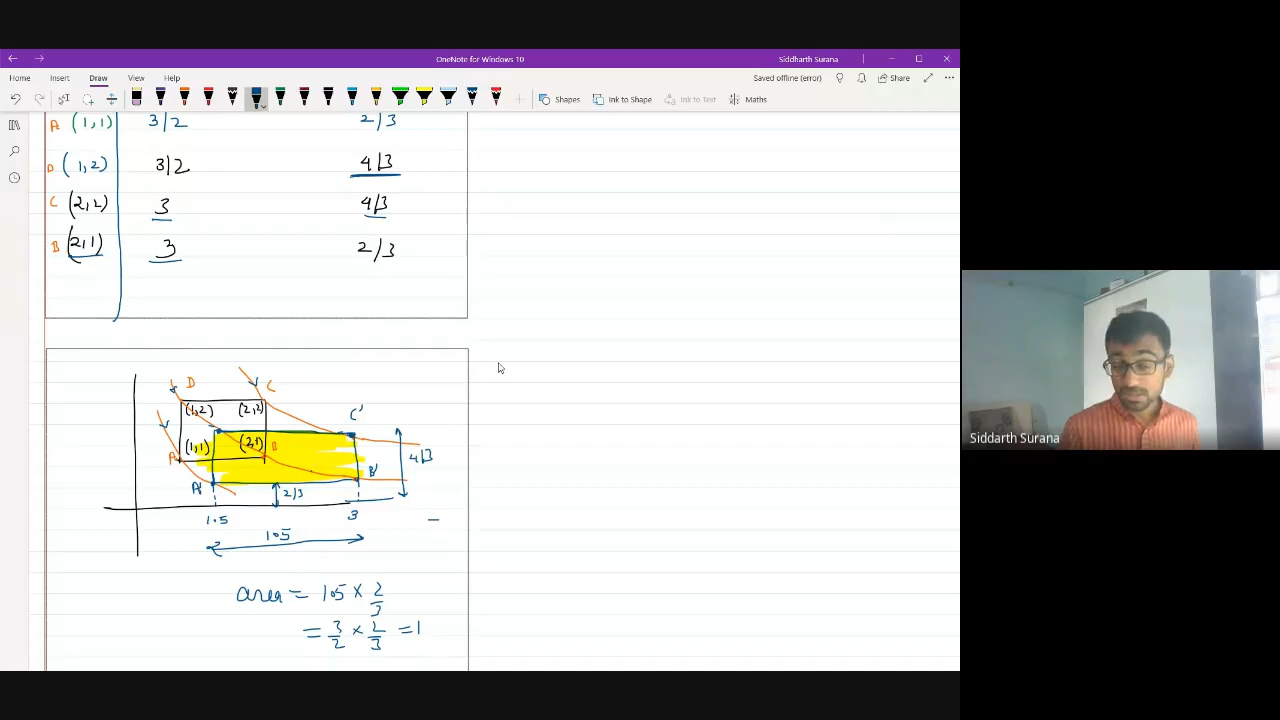 OneNote for Windows 10
Siddharth Surana
Home Insert Draw View Help
Saved offline (error)
Share
Shapes
Ink to Shape
Ink to Text
Maths
A (1,1) 3/2 2/3
D (1,2) 3/2 4/3
C (2,2) 3 4/3
B (2,1) 3 2/3
D C
(1,2) (2,2) C'
(1,1) (2,1) B
A B' 4/3
A' 2/3
1.5 3
1.5
area = 1.5 × 2/3
= 3/2 × 2/3 = 1
Siddarth Surana